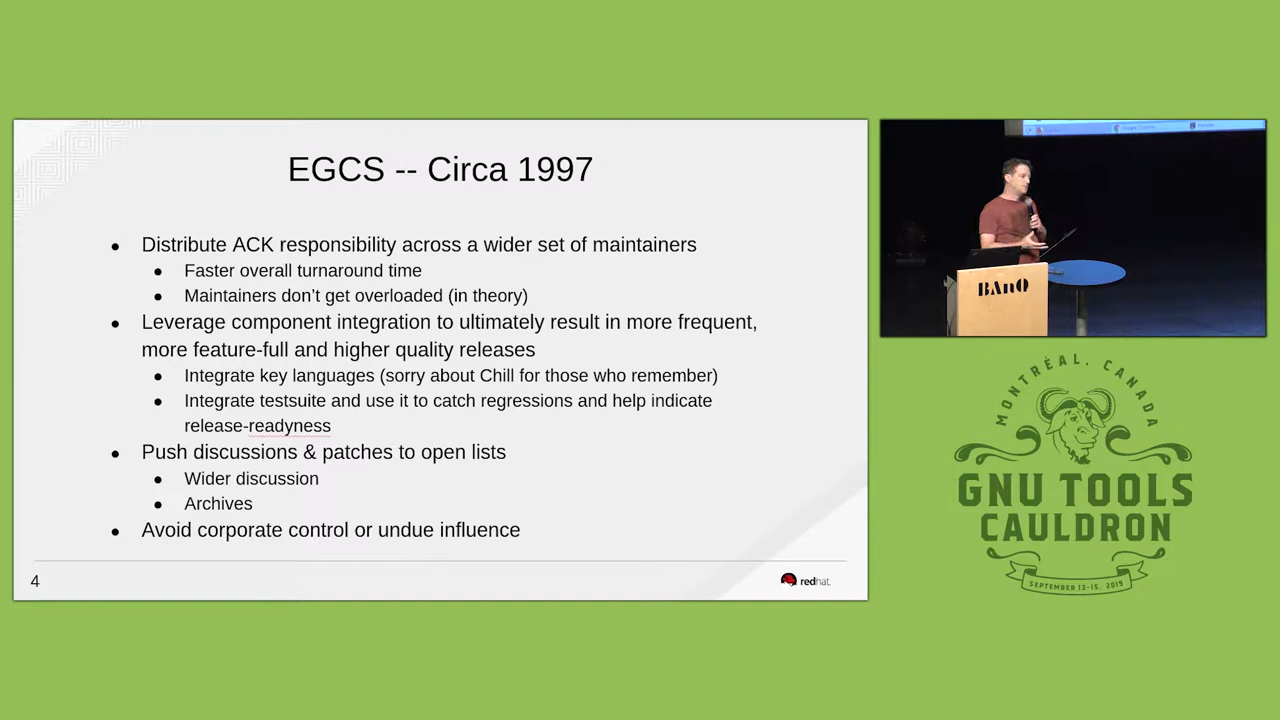 EGCS -- Circa 1997
Distribute ACK responsibility across a wider set of maintainers
Faster overall turnaround time
Maintainers don't get overloaded (in theory)
Leverage component integration to ultimately result in more frequent,
more feature-full and higher quality releases
Integrate key languages (sorry about Chill for those who remember)
Integrate testsuite and use it to catch regressions and help indicate
release-readyness
Push discussions & patches to open lists
Wider discussion
Archives
Avoid corporate control or undue influence
4
redhat.
BAnQ
MONTRÉAL, CANADA
GNU TOOLS
CAULDRON
SEPTEMBER 13-15, 2019